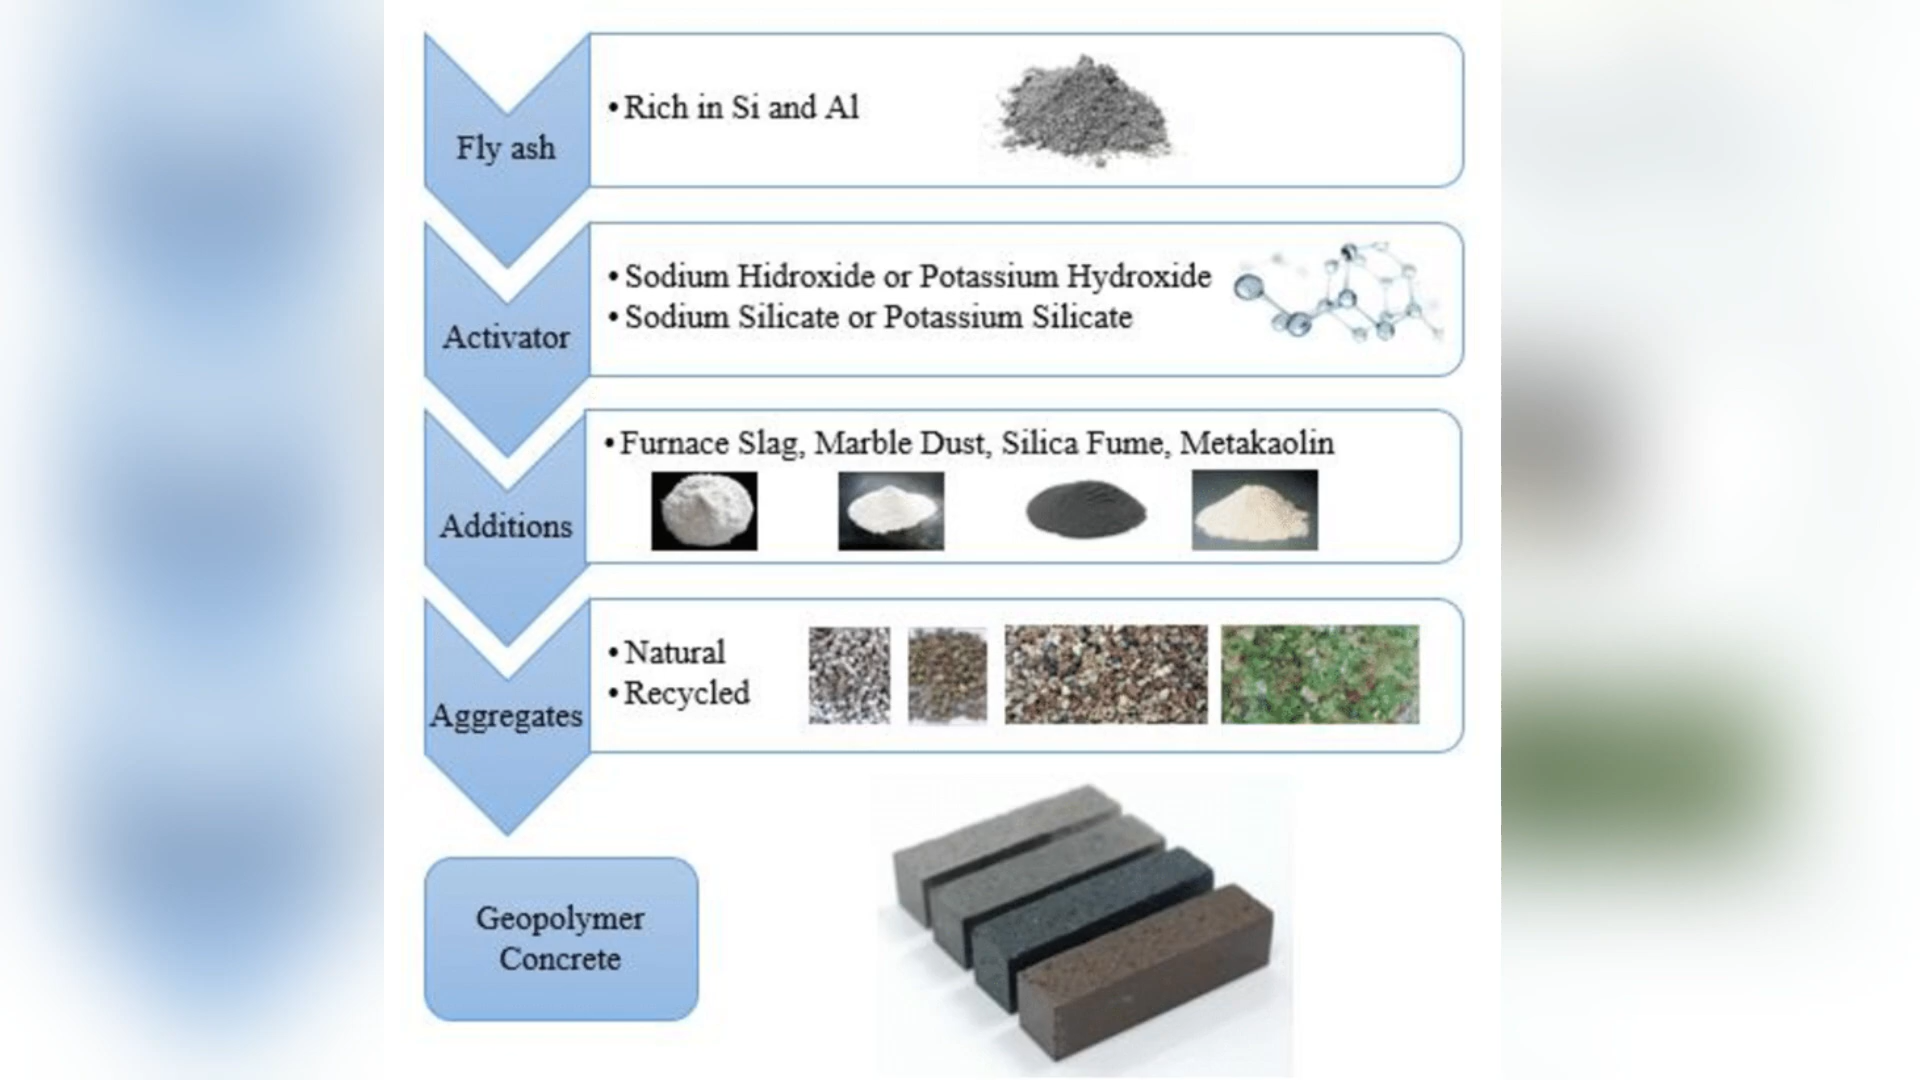 Fly ash
• Rich in Si and Al
Activator
• Sodium Hidroxide or Potassium Hydroxide
• Sodium Silicate or Potassium Silicate
Additions
• Furnace Slag, Marble Dust, Silica Fume, Metakaolin
Aggregates
• Natural
• Recycled
Geopolymer
Concrete